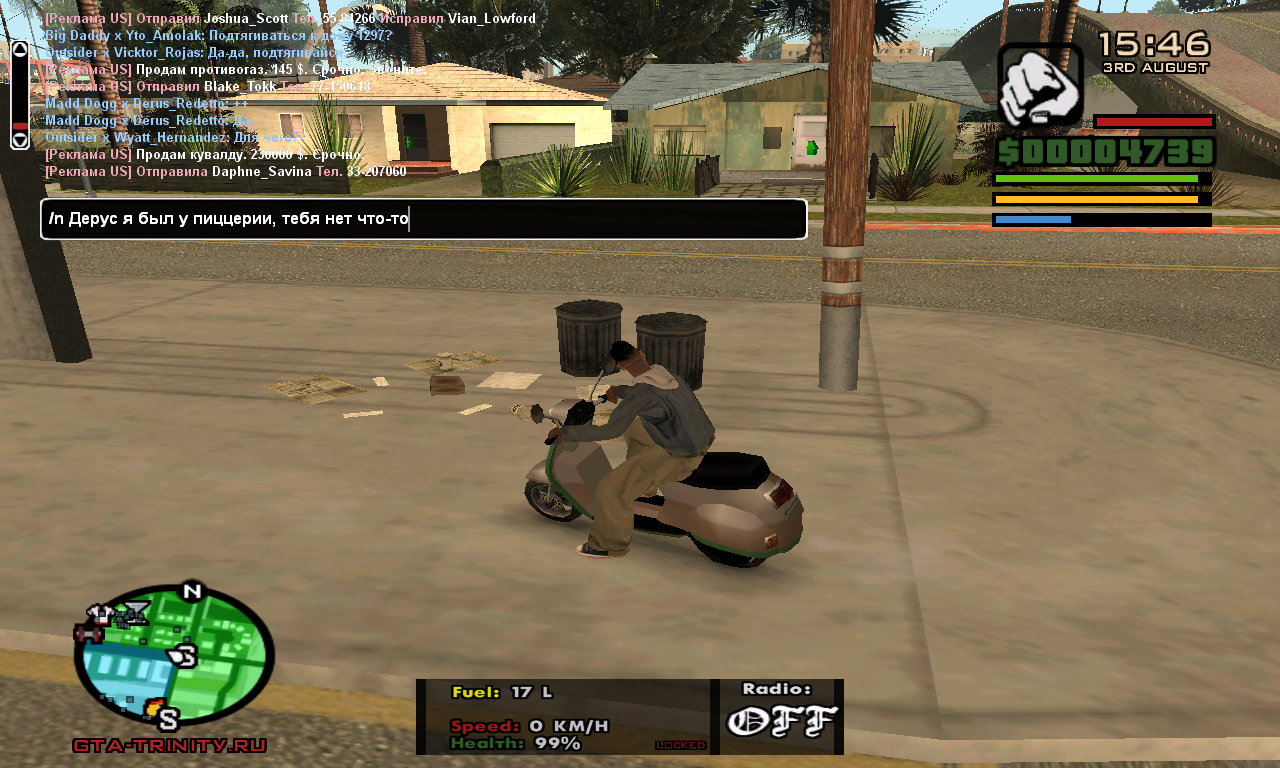 [Реклама US] Отправил Joshua_Scott Тел. 55-81266 Исправил Vian_Lowford
Big Daddy x Yto_Amolak: Подтягиваться к дому 1297?
Outsider x Vicktor_Rojas: Да-да, подтягивайся
[Реклама US] Продам противогаз. 145 $. Срочно. Звоните.
[Реклама US] Отправил Blake_Tokk Тел. 77-150618
Madd Dogg x Derus_Redetto: ++
Madd Dogg x Derus_Redetto: Да
Outsider x Wyatt_Hernandez: Для чего?
[Реклама US] Продам кувалду. 230000 $. Срочно.
[Реклама US] Отправила Daphne_Savina Тел. 33-207060
/n Дерус я был у пиццерии, тебя нет что-то
15:46
3RD AUGUST
$00004739
N
S
S
GTA-TRINITY.RU
Fuel: 17 L
Speed: 0 KM/H
Health: 99%
LOCKED
Radio:
OFF